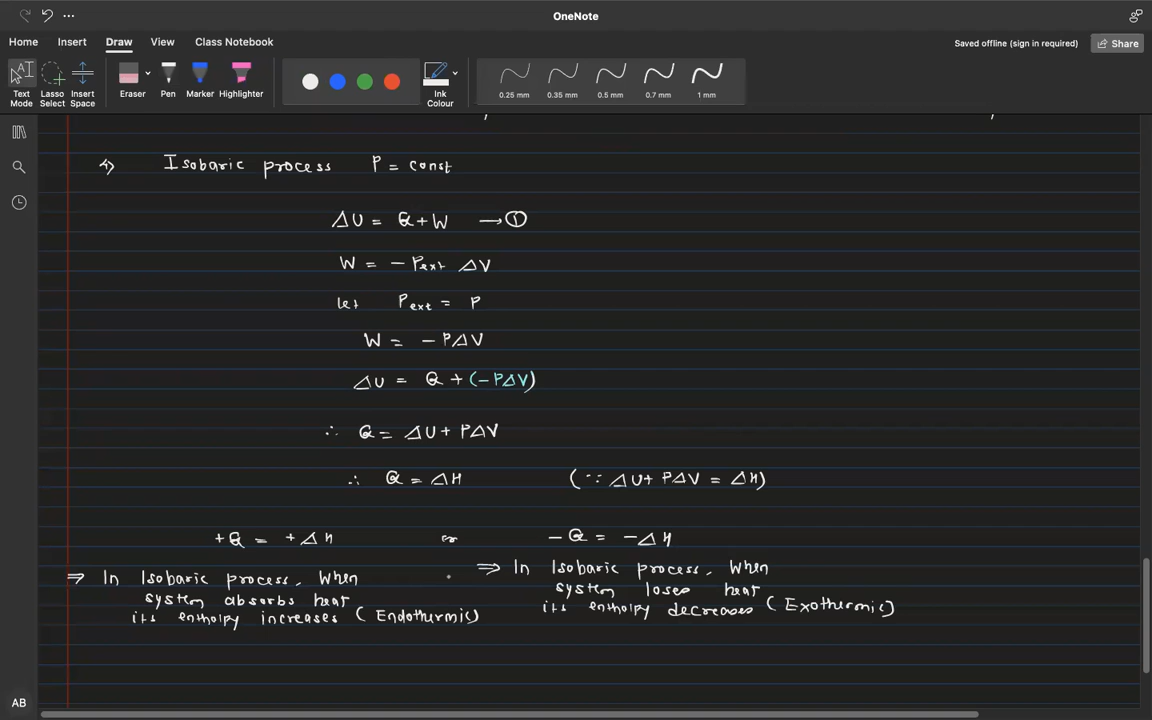 OneNote
Home Insert Draw View Class Notebook
Saved offline (sign in required) Share
Text Mode Lasso Select Insert Space Eraser Pen Marker Highlighter Ink Colour 0.25 mm 0.35 mm 0.5 mm 0.7 mm 1 mm
4) Isobaric process P = const
ΔU = Q + W → ①
W = - Pext ΔV
let Pext = P
W = - PΔV
ΔU = Q + (- PΔV)
∴ Q = ΔU + PΔV
∴ Q = ΔH (∵ ΔU + PΔV = ΔH)
+Q = +ΔH or -Q = -ΔH
⇒ In Isobaric process, When
system absorbs heat
its enthalpy increases (Endothermic)
⇒ In Isobaric process, When
system loses heat
its enthalpy decreases (Exothermic)
AB